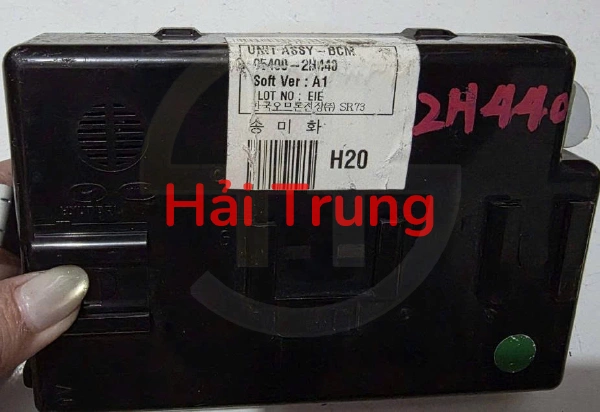 UNIT ASSY-BCM
95400-2H440
Soft Ver : A1
LOT NO : EIE
한국오므론전장㈜ SR73
송 미 화
H20
2H440
Hải Trung